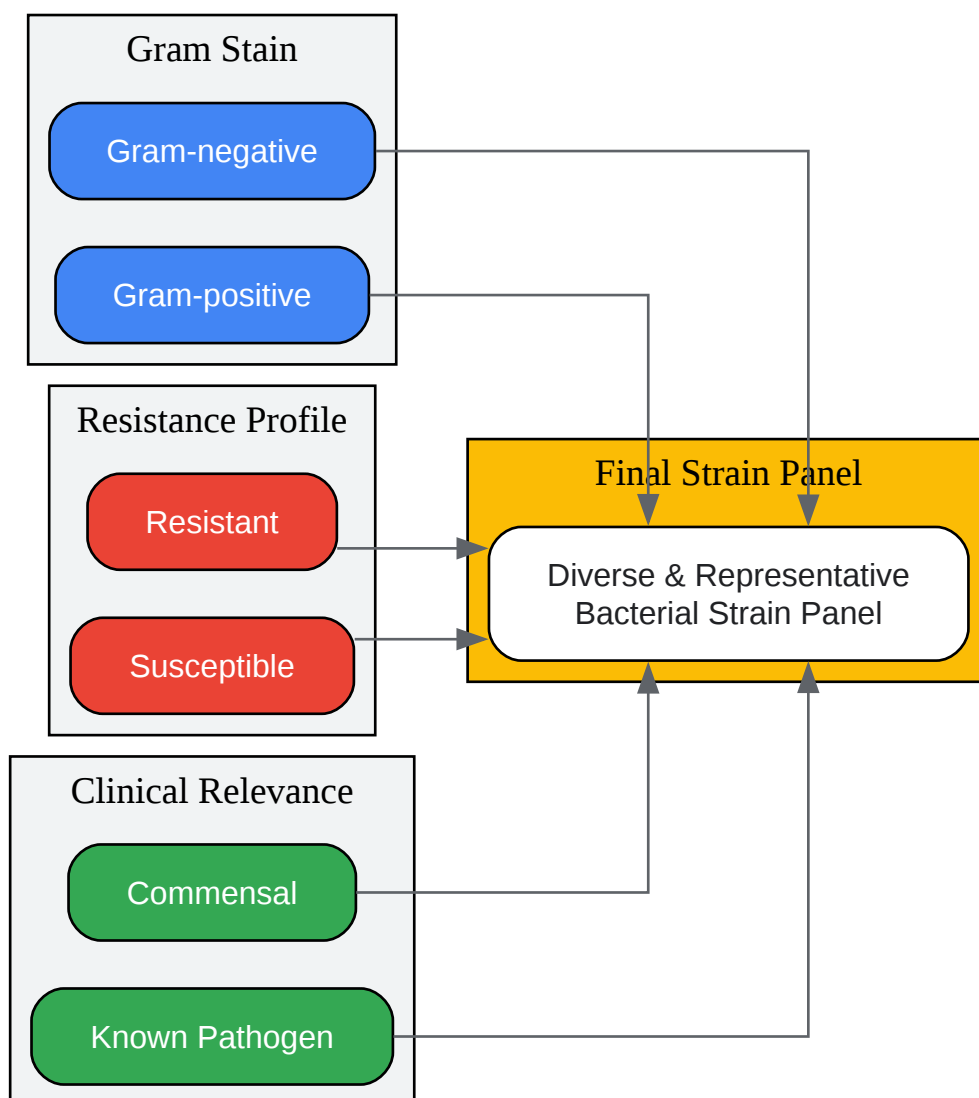 Gram Stain
Gram-negative
Gram-positive
Resistance Profile
Resistant
Susceptible
Clinical Relevance
Commensal
Known Pathogen
Final Strain Panel
Diverse & Representative
Bacterial Strain Panel